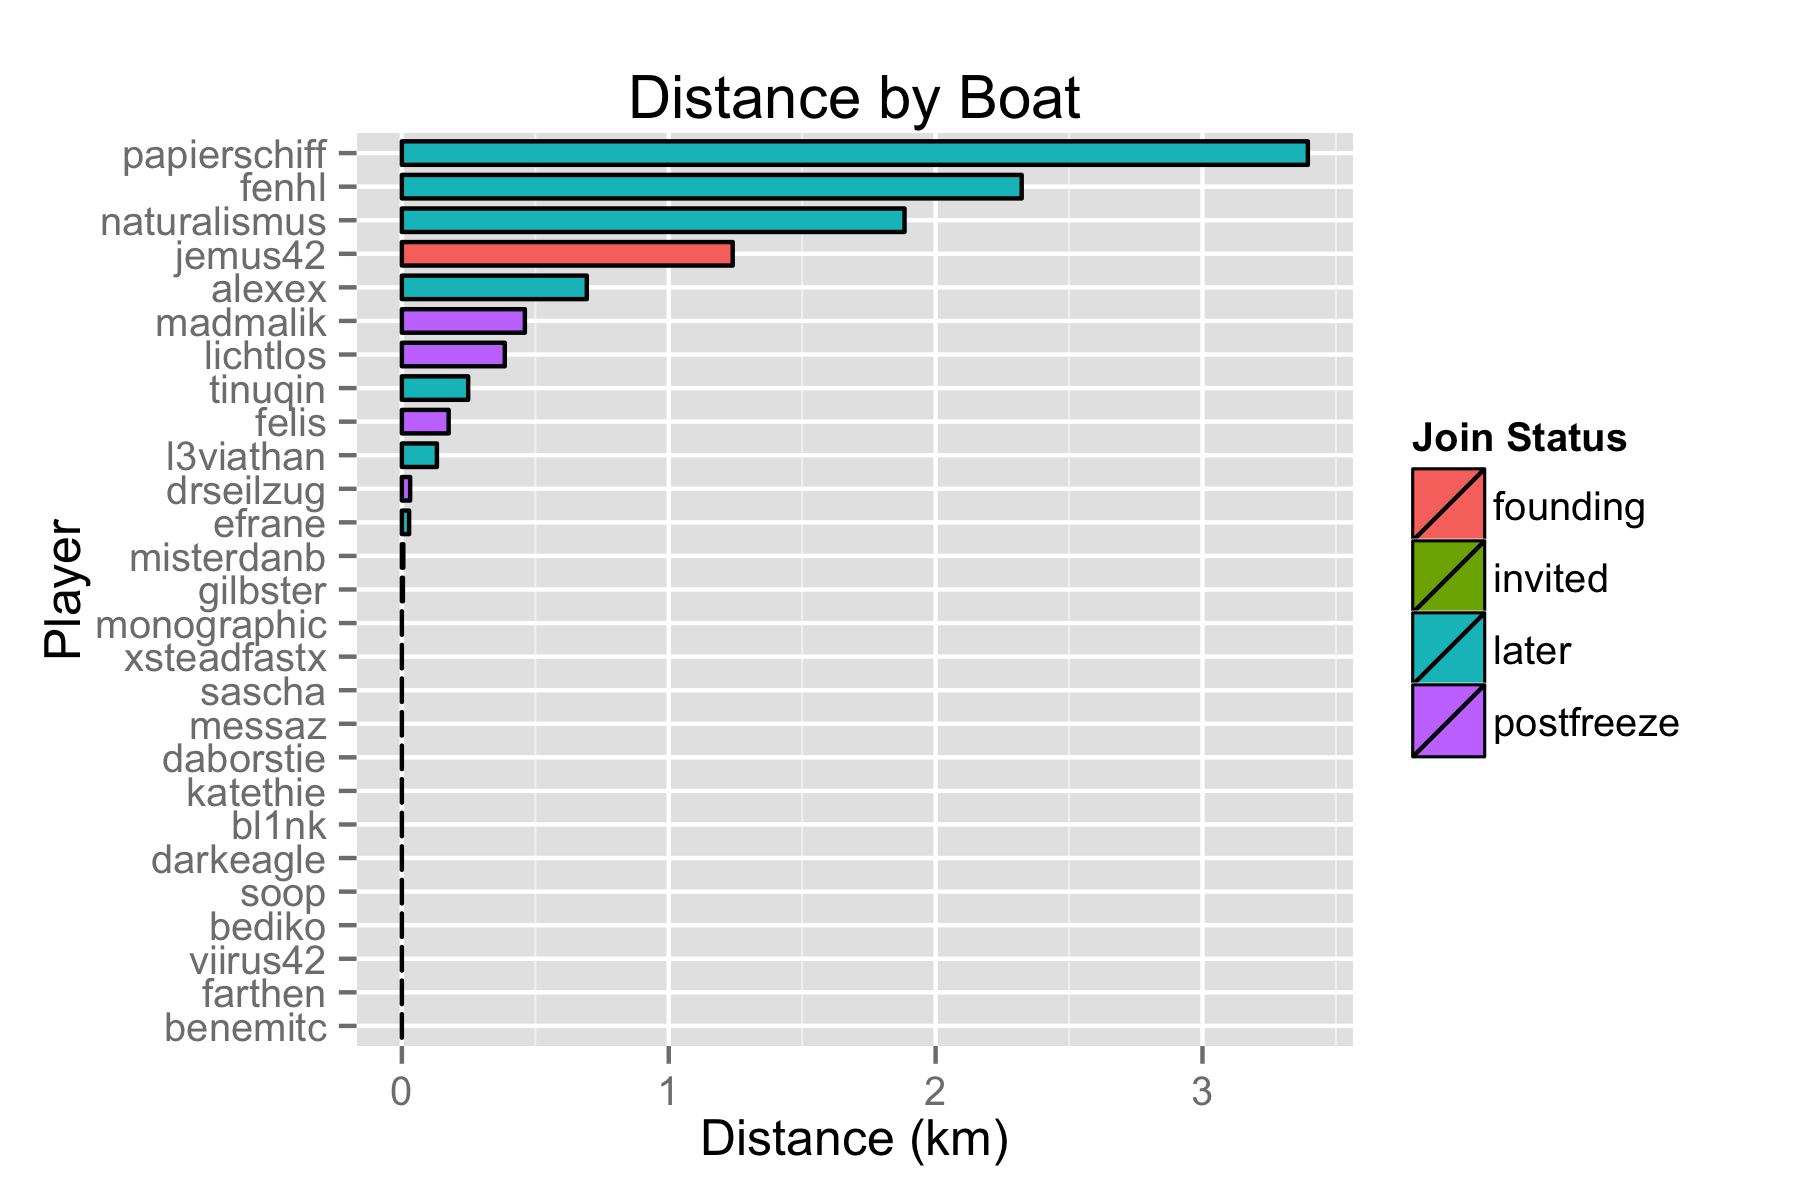 Distance by Boat
papierschiff
fenhl
naturalismus
jemus42
alexex
madmalik
lichtlos
tinuqin
felis
l3viathan
drseilzug
efrane
misterdanb
gilbster
monographic
xsteadfastx
sascha
messaz
daborstie
katethie
bl1nk
darkeagle
soop
bediko
viirus42
farthen
benemitc
Player
0 1 2 3
Distance (km)
Join Status
founding
invited
later
postfreeze